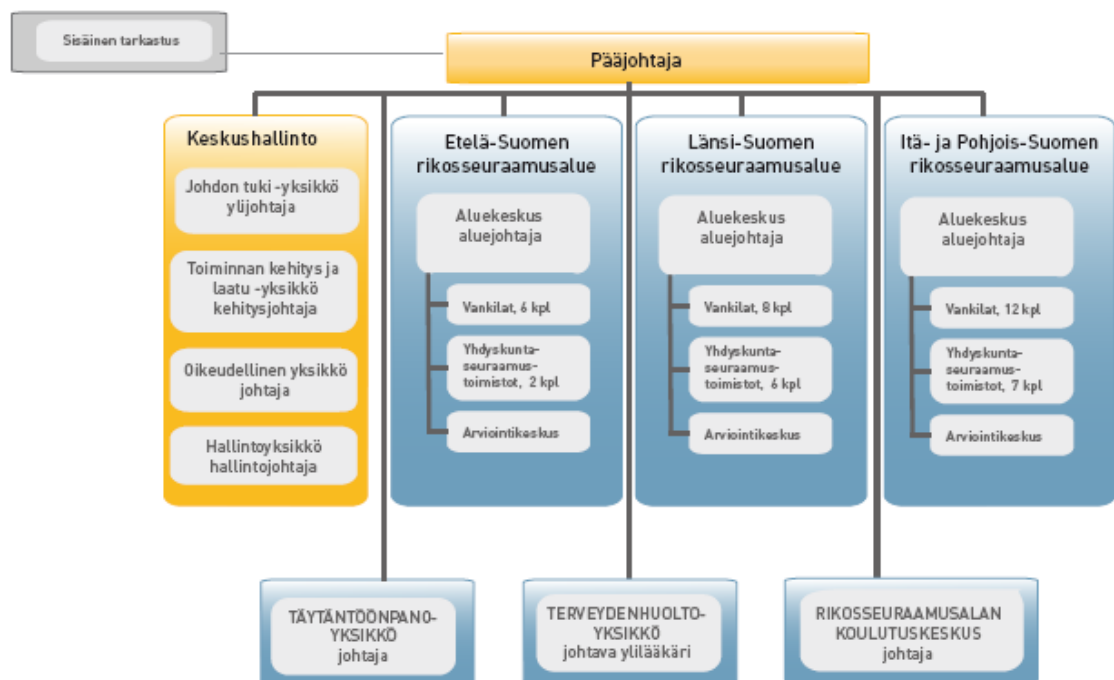 Sisäinen tarkastus
Pääjohtaja
Keskushallinto
Johdon tuki -yksikkö
ylijohtaja
Toiminnan kehitys ja
laatu -yksikkö
kehitysjohtaja
Oikeudellinen yksikkö
johtaja
Hallintoyksikkö
hallintojohtaja
Etelä-Suomen
rikosseuraamusalue
Aluekeskus
aluejohtaja
Vankilat, 6 kpl
Yhdyskunta-
seuraamus-
toimistot, 2 kpl
Arviointikeskus
Länsi-Suomen
rikosseuraamusalue
Aluekeskus
aluejohtaja
Vankilat, 8 kpl
Yhdyskunta-
seuraamus-
toimistot, 6 kpl
Arviointikeskus
Itä- ja Pohjois-Suomen
rikosseuraamusalue
Aluekeskus
aluejohtaja
Vankilat, 12 kpl
Yhdyskunta-
seuraamus-
toimistot, 7 kpl
Arviointikeskus
TÄYTÄNTÖÖNPANO-
YKSIKKÖ
johtaja
TERVEYDENHUOLTO-
YKSIKKÖ
johtava ylilääkäri
RIKOSSEURAAMUSALAN
KOULUTUSKESKUS
johtaja